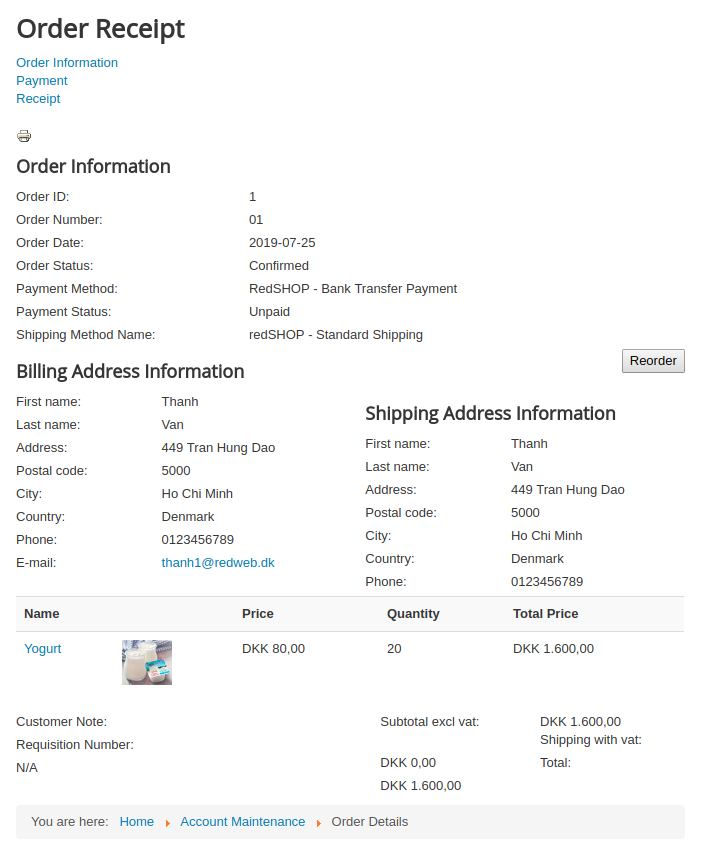 Order Receipt
Order Information
Payment
Receipt
Order Information
Order ID: 1
Order Number: 01
Order Date: 2019-07-25
Order Status: Confirmed
Payment Method: RedSHOP - Bank Transfer Payment
Payment Status: Unpaid
Shipping Method Name: redSHOP - Standard Shipping
Reorder
Billing Address Information
First name: Thanh
Last name: Van
Address: 449 Tran Hung Dao
Postal code: 5000
City: Ho Chi Minh
Country: Denmark
Phone: 0123456789
E-mail: thanh1@redweb.dk
Shipping Address Information
First name: Thanh
Last name: Van
Address: 449 Tran Hung Dao
Postal code: 5000
City: Ho Chi Minh
Country: Denmark
Phone: 0123456789
Name Price Quantity Total Price
Yogurt DKK 80,00 20 DKK 1.600,00
Customer Note:
Requisition Number:
N/A
Subtotal excl vat: DKK 1.600,00
Shipping with vat:
DKK 0,00 Total:
DKK 1.600,00
You are here: Home Account Maintenance Order Details